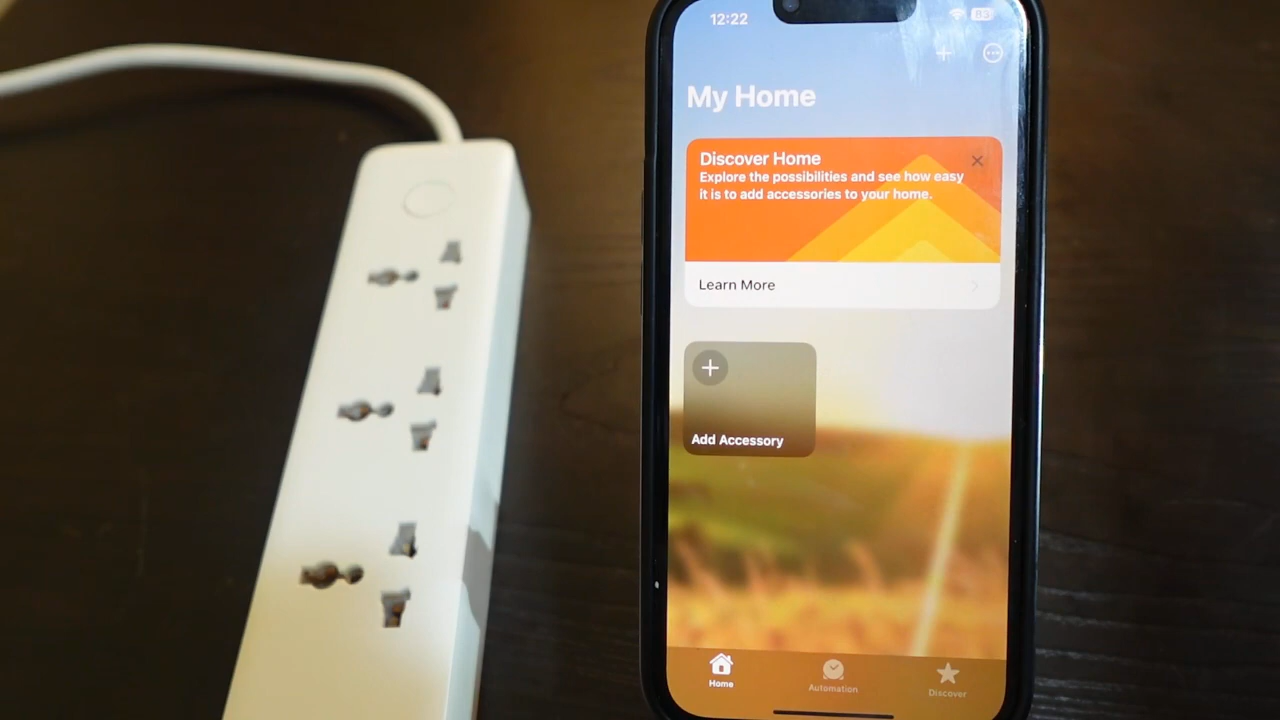 12:22
83
My Home
Discover Home
Explore the possibilities and see how easy
it is to add accessories to your home.
Learn More
Add Accessory
Home
Automation
Discover